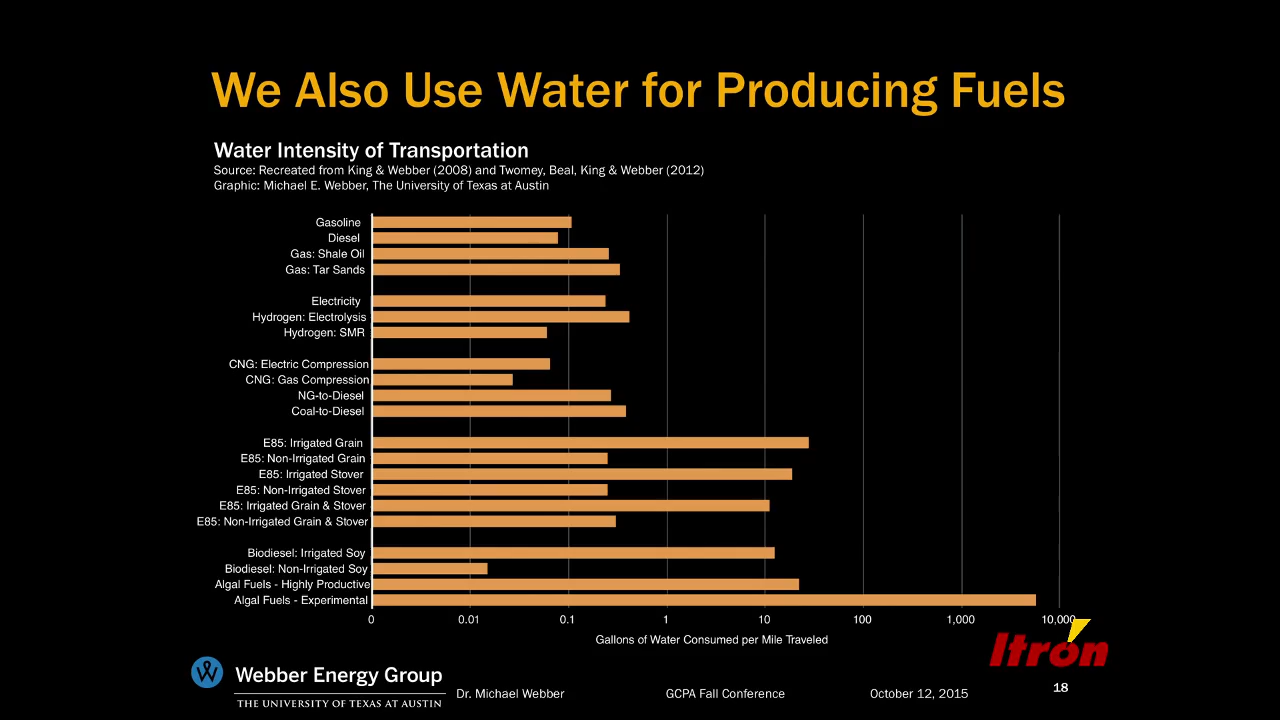 We Also Use Water for Producing Fuels
Water Intensity of Transportation
Source: Recreated from King & Webber (2008) and Twomey, Beal, King & Webber (2012)
Graphic: Michael E. Webber, The University of Texas at Austin
Gasoline
Diesel
Gas: Shale Oil
Gas: Tar Sands
Electricity
Hydrogen: Electrolysis
Hydrogen: SMR
CNG: Electric Compression
CNG: Gas Compression
NG-to-Diesel
Coal-to-Diesel
E85: Irrigated Grain
E85: Non-Irrigated Grain
E85: Irrigated Stover
E85: Non-Irrigated Stover
E85: Irrigated Grain & Stover
E85: Non-Irrigated Grain & Stover
Biodiesel: Irrigated Soy
Biodiesel: Non-Irrigated Soy
Algal Fuels - Highly Productive
Algal Fuels - Experimental
0 0.01 0.1 1 10 100 1,000 10,000
Gallons of Water Consumed per Mile Traveled
Itrón
W Webber Energy Group
THE UNIVERSITY OF TEXAS AT AUSTIN
Dr. Michael Webber GCPA Fall Conference October 12, 2015 18